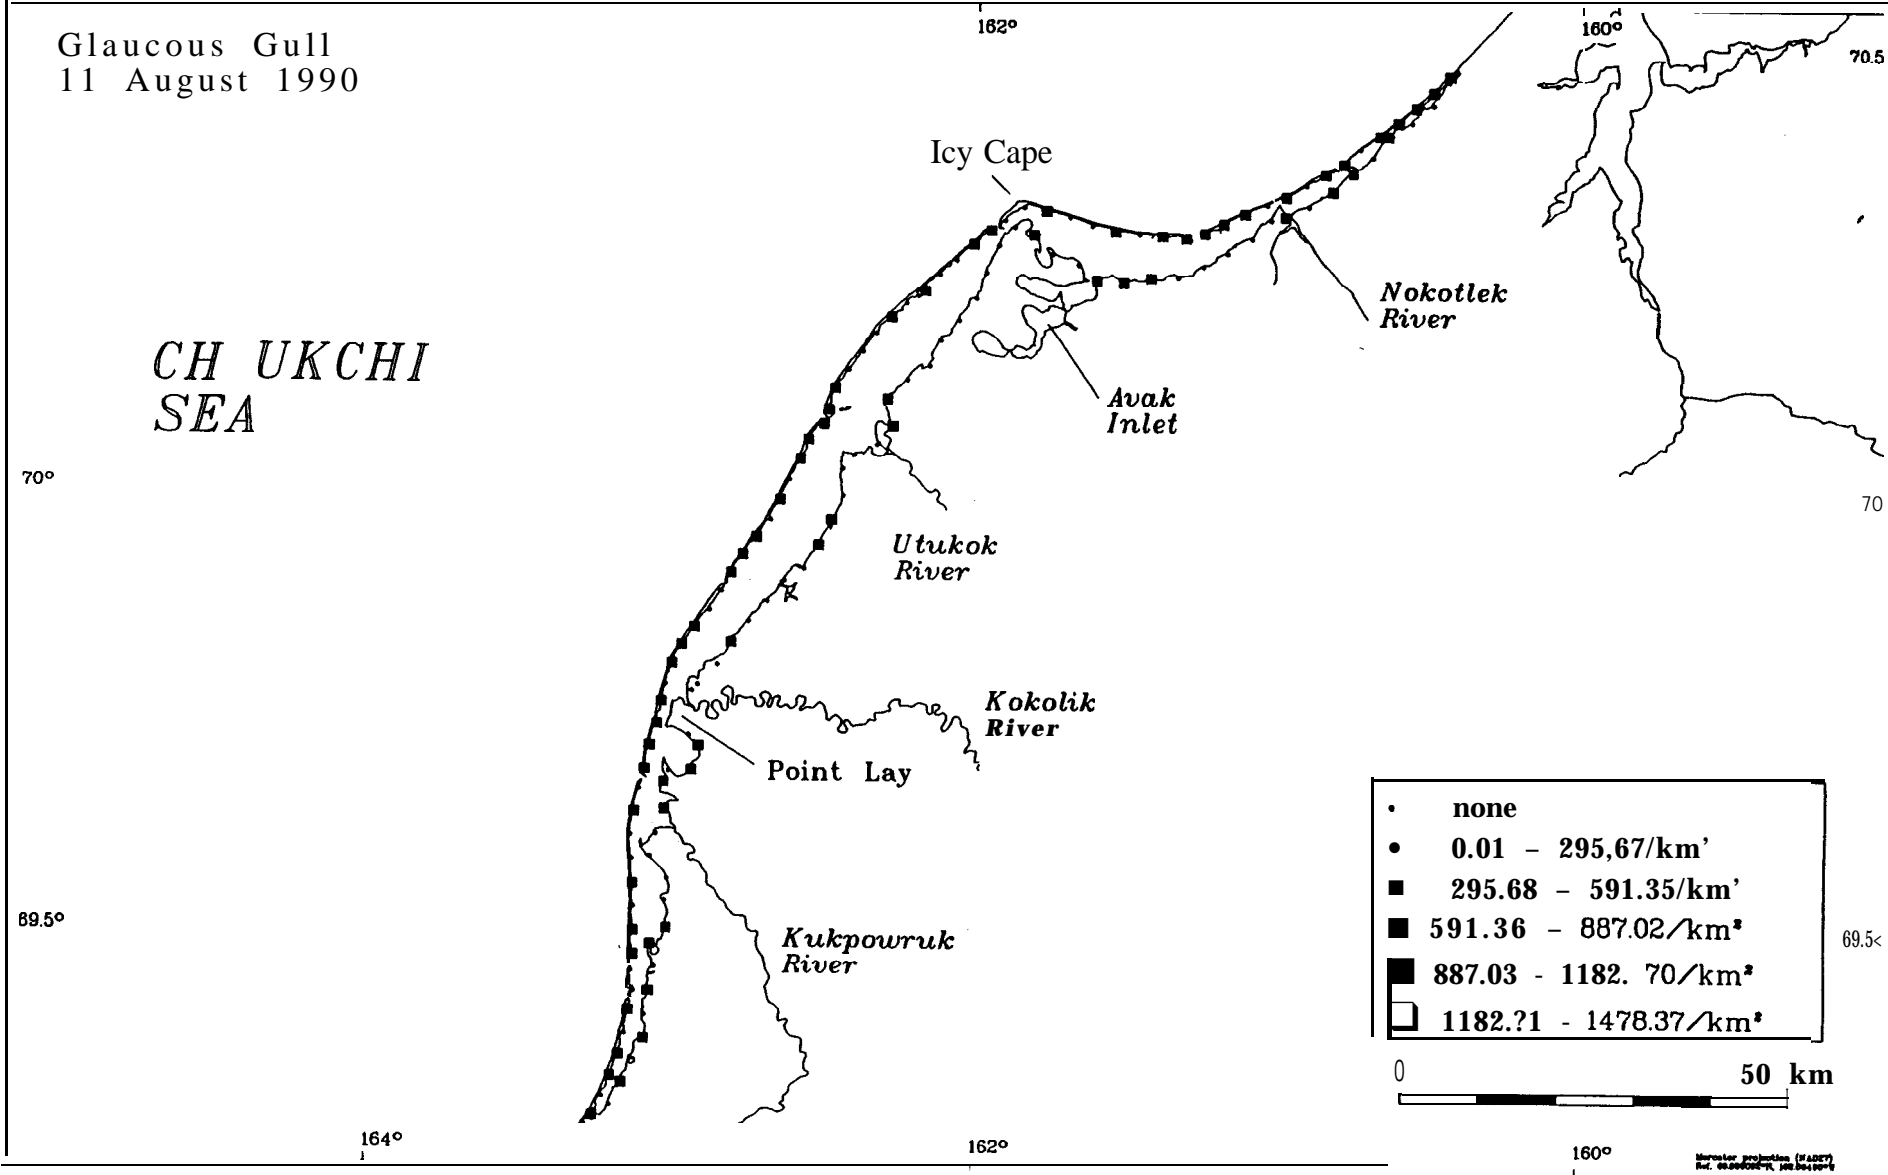 Glaucous Gull
11 August 1990
162°
160°
70.5
Icy Cape
Nokotlek
River
CH UKCHI
SEA
Avak
Inlet
70°
70
Utukok
River
Kokolik
River
Point Lay
none
0.01 – 295,67/km'
295.68 – 591.35/km'
591.36 – 887.02/km²
887.03 - 1182. 70/km²
1182.?1 - 1478.37/km²
69.5°
69.5<
Kukpowruk
River
0 50 km
164°
162°
160°
Mercator projection